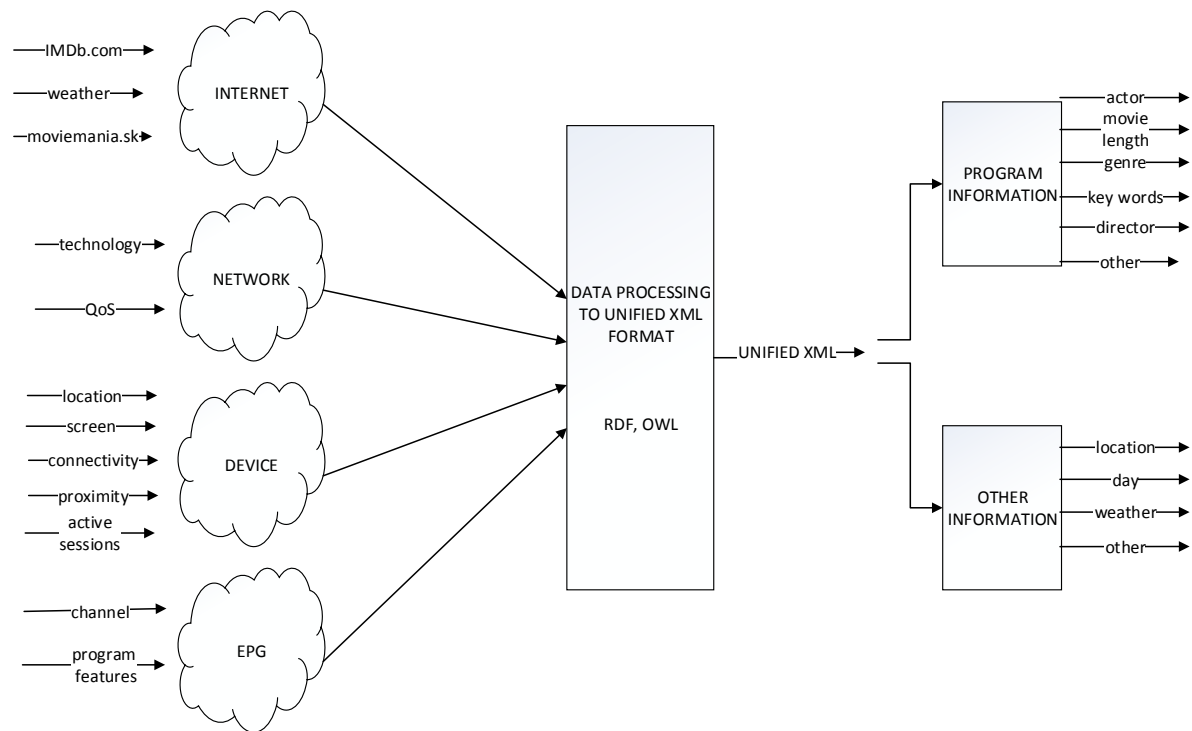 IMDb.com
weather
moviemania.sk
INTERNET
technology
QoS
NETWORK
location
screen
connectivity
proximity
active
sessions
DEVICE
channel
program
features
EPG
DATA PROCESSING
TO UNIFIED XML
FORMAT
RDF, OWL
UNIFIED XML
PROGRAM
INFORMATION
actor
movie
length
genre
key words
director
other
OTHER
INFORMATION
location
day
weather
other